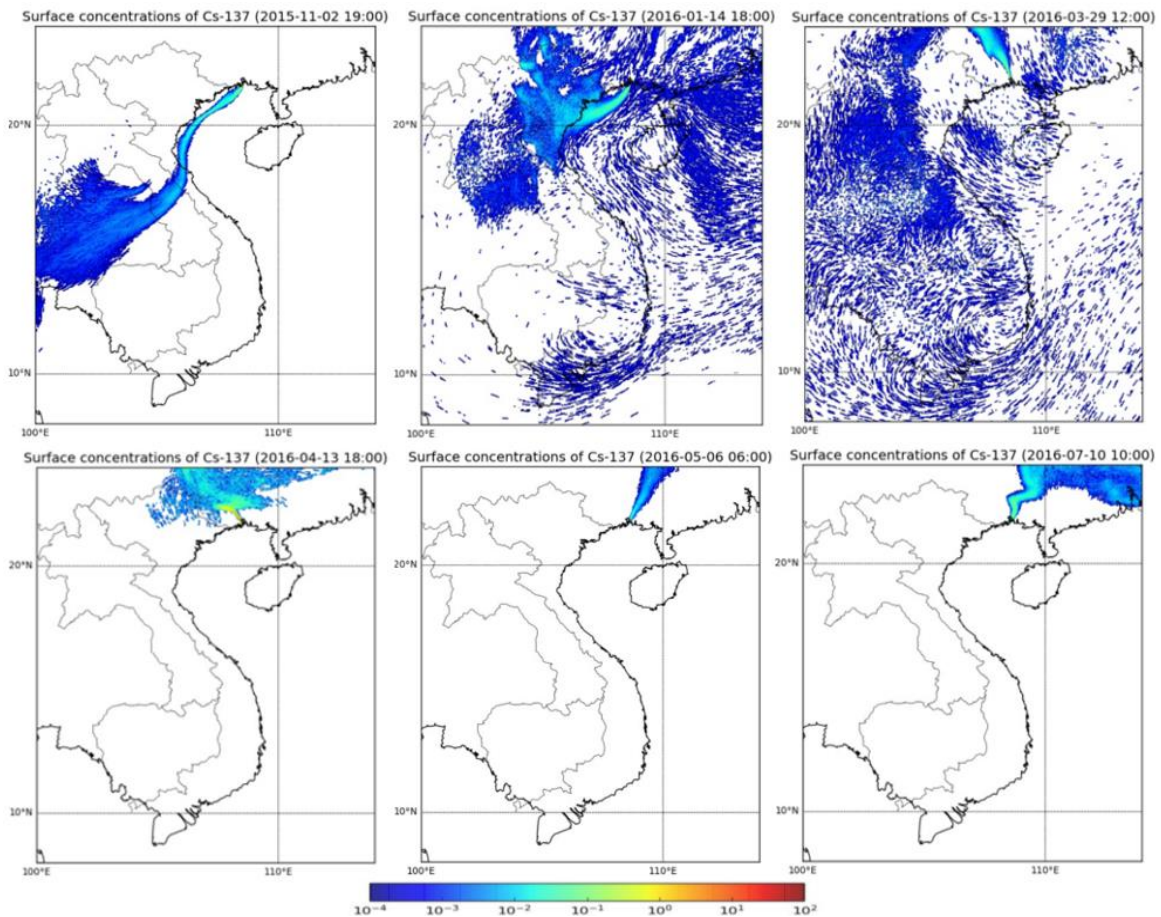 Surface concentrations of Cs-137 (2015-11-02 19:00)
Surface concentrations of Cs-137 (2016-01-14 18:00)
Surface concentrations of Cs-137 (2016-03-29 12:00)
20°N
20°N
20°N
10°N
10°N
10°N
100°E
110°E
100°E
110°E
100°E
110°E
Surface concentrations of Cs-137 (2016-04-13 18:00)
Surface concentrations of Cs-137 (2016-05-06 06:00)
Surface concentrations of Cs-137 (2016-07-10 10:00)
20°N
20°N
20°N
10°N
10°N
10°N
100°E
110°E
100°E
110°E
100°E
110°E
10⁻⁴
10⁻³
10⁻²
10⁻¹
10⁰
10¹
10²